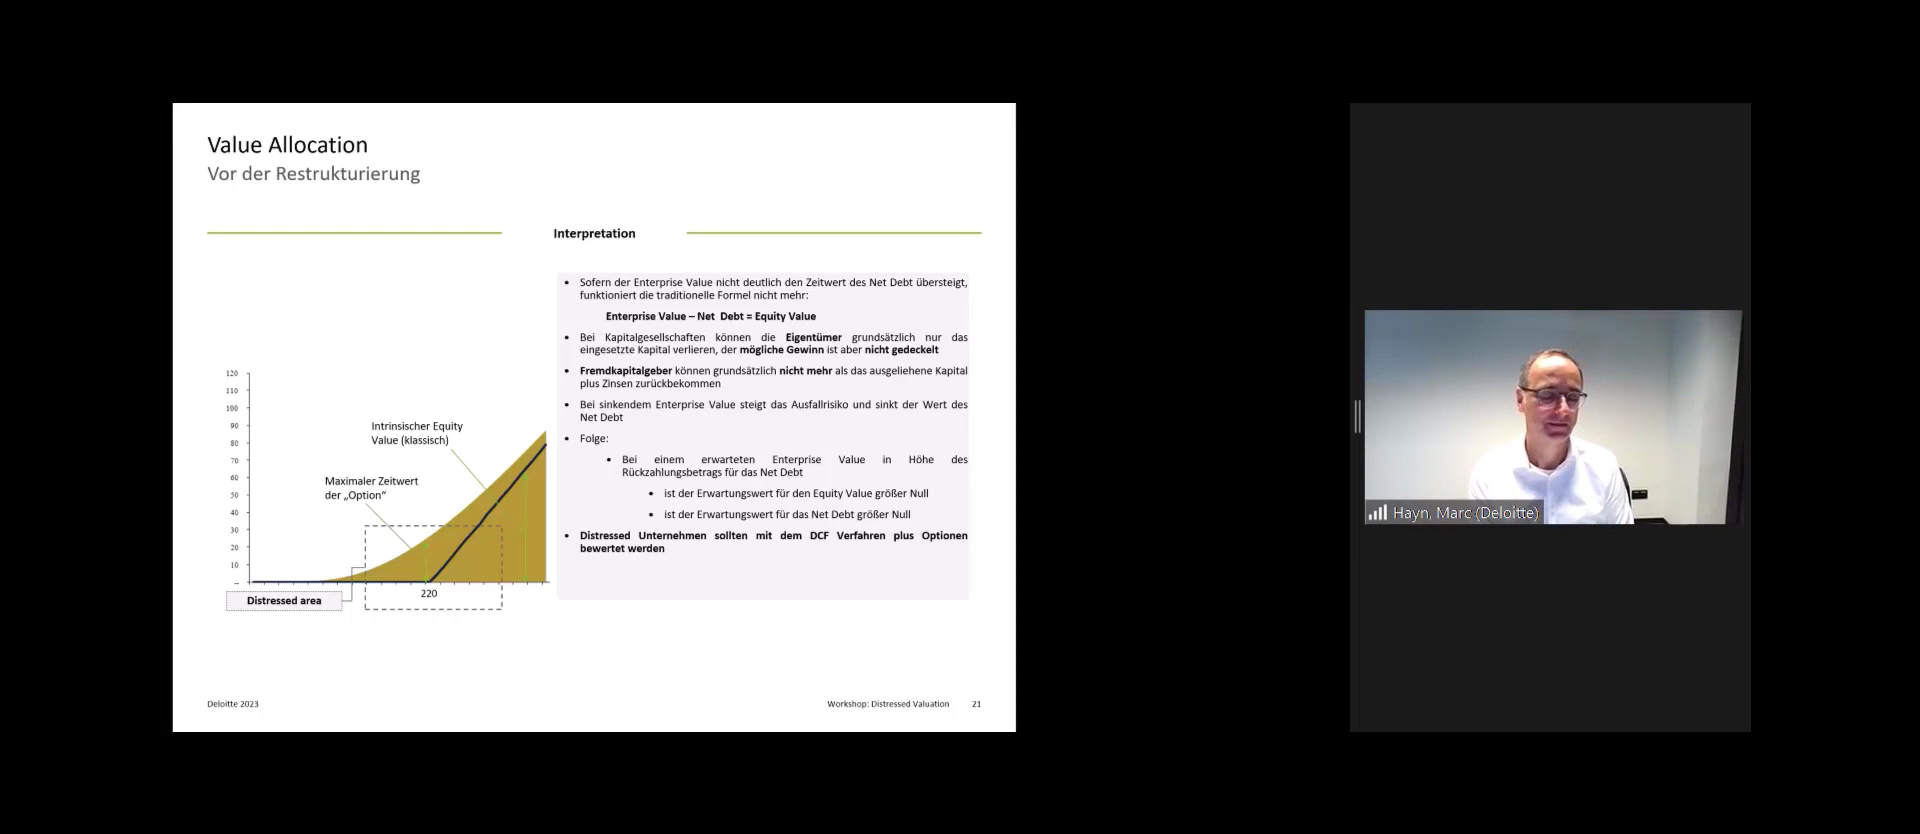 Value Allocation
Vor der Restrukturierung
Interpretation
120
110
100
90
80
70
60
50
40
30
20
10
–
Intrinsischer Equity
Value (klassisch)
Maximaler Zeitwert
der „Option“
Distressed area
220
• Sofern der Enterprise Value nicht deutlich den Zeitwert des Net Debt übersteigt,
funktioniert die traditionelle Formel nicht mehr:
Enterprise Value – Net Debt = Equity Value
• Bei Kapitalgesellschaften können die Eigentümer grundsätzlich nur das
eingesetzte Kapital verlieren, der mögliche Gewinn ist aber nicht gedeckelt
• Fremdkapitalgeber können grundsätzlich nicht mehr als das ausgeliehene Kapital
plus Zinsen zurückbekommen
• Bei sinkendem Enterprise Value steigt das Ausfallrisiko und sinkt der Wert des
Net Debt
• Folge:
• Bei einem erwarteten Enterprise Value in Höhe des
Rückzahlungsbetrags für das Net Debt
• ist der Erwartungswert für den Equity Value größer Null
• ist der Erwartungswert für das Net Debt größer Null
• Distressed Unternehmen sollten mit dem DCF Verfahren plus Optionen
bewertet werden
Deloitte 2023
Workshop: Distressed Valuation 21
Hayn, Marc (Deloitte)